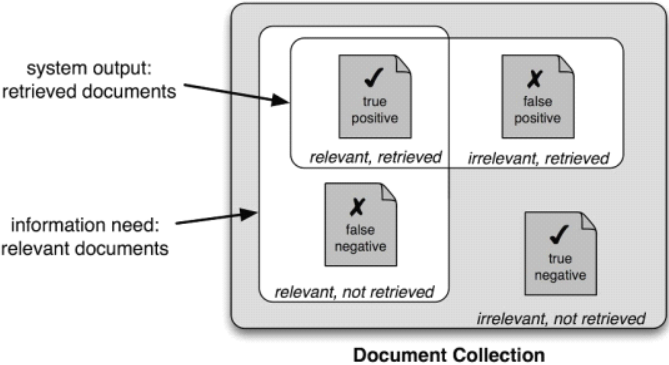 system output:
retrieved documents
✓
true
positive
✗
false
positive
relevant, retrieved
irrelevant, retrieved
information need:
relevant documents
✗
false
negative
✓
true
negative
relevant, not retrieved
irrelevant, not retrieved
Document Collection